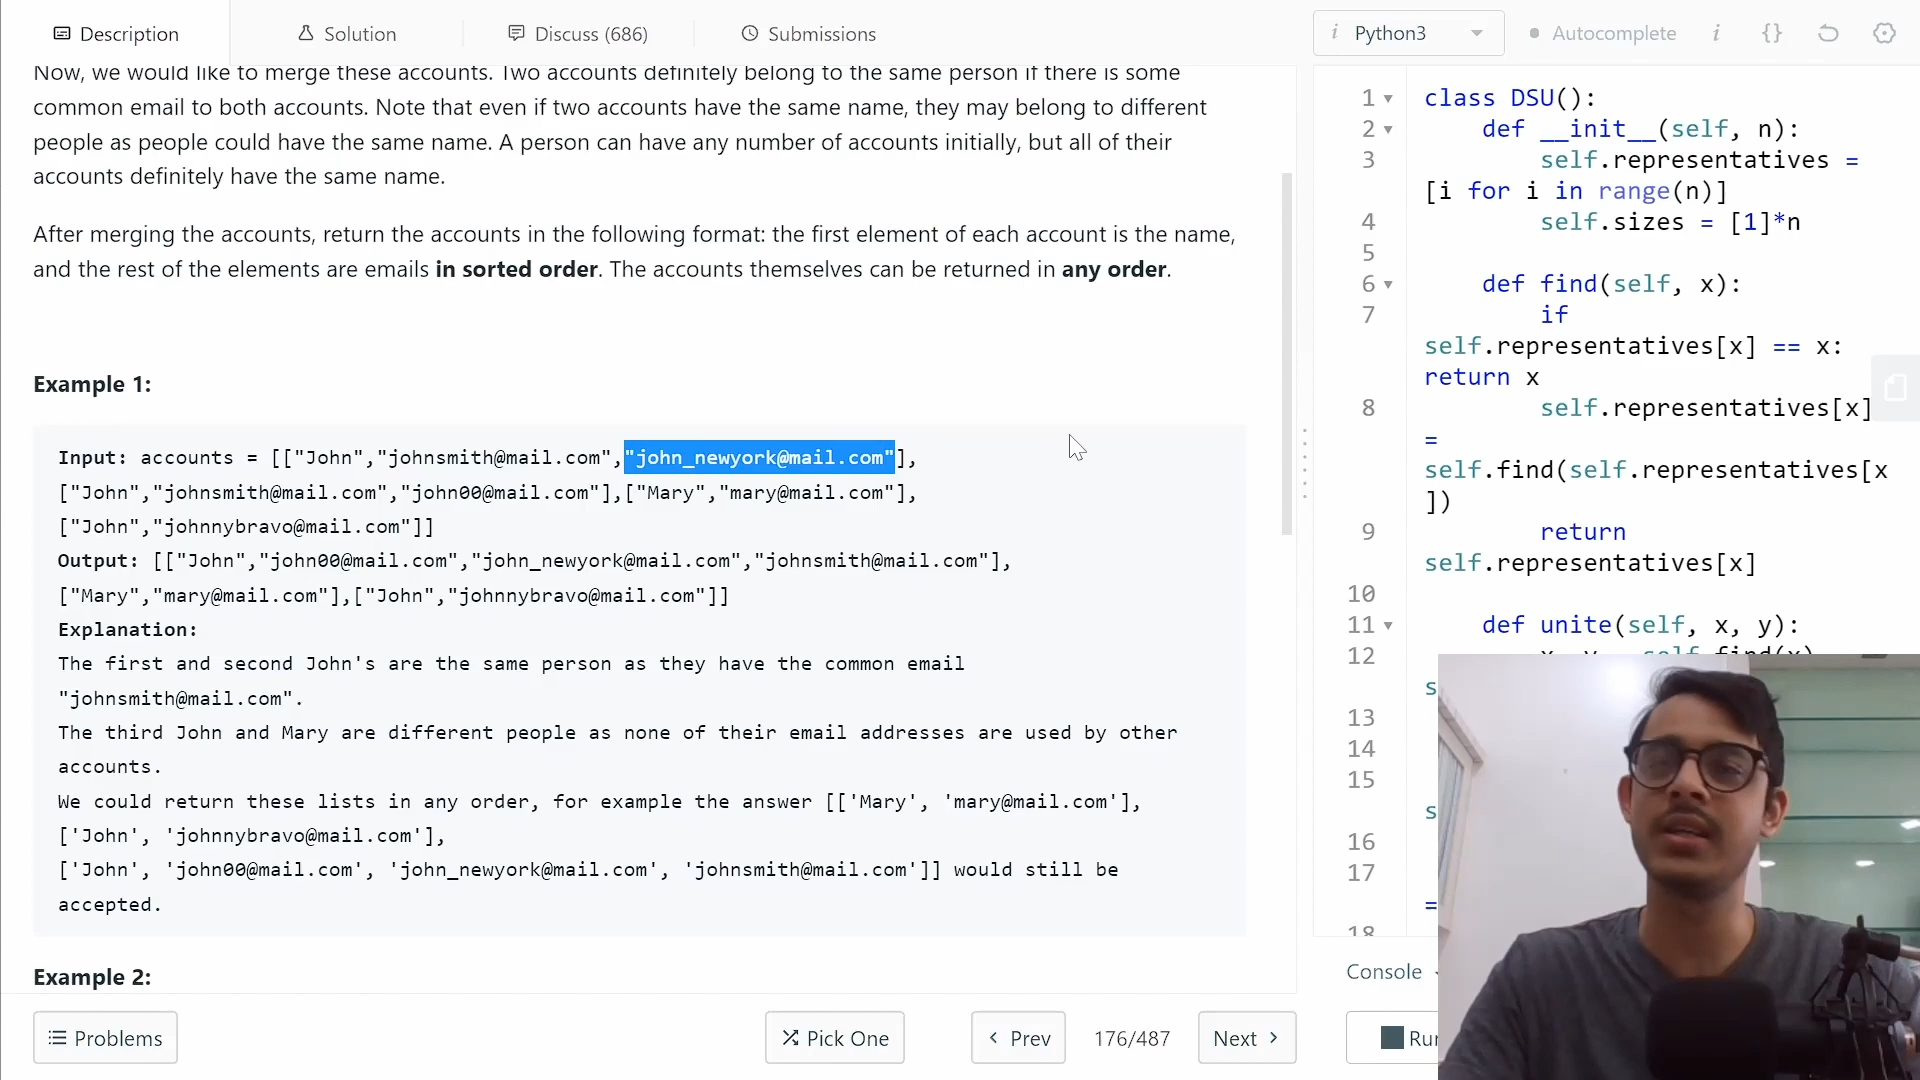 Description
Solution
Discuss (686)
Submissions
Python3
Autocomplete
Now, we would like to merge these accounts. Two accounts definitely belong to the same person if there is some
common email to both accounts. Note that even if two accounts have the same name, they may belong to different
people as people could have the same name. A person can have any number of accounts initially, but all of their
accounts definitely have the same name.
After merging the accounts, return the accounts in the following format: the first element of each account is the name,
and the rest of the elements are emails in sorted order. The accounts themselves can be returned in any order.
Example 1:
Input: accounts = [["John","johnsmith@mail.com","john_newyork@mail.com"],
["John","johnsmith@mail.com","john00@mail.com"],["Mary","mary@mail.com"],
["John","johnnybravo@mail.com"]]
Output: [["John","john00@mail.com","john_newyork@mail.com","johnsmith@mail.com"],
["Mary","mary@mail.com"],["John","johnnybravo@mail.com"]]
Explanation:
The first and second John's are the same person as they have the common email
"johnsmith@mail.com".
The third John and Mary are different people as none of their email addresses are used by other
accounts.
We could return these lists in any order, for example the answer [['Mary', 'mary@mail.com'],
['John', 'johnnybravo@mail.com'],
['John', 'john00@mail.com', 'john_newyork@mail.com', 'johnsmith@mail.com']] would still be
accepted.
Example 2:
Problems
Pick One
Prev
176/487
Next
1 class DSU():
2 def __init__(self, n):
3 self.representatives =
[i for i in range(n)]
4 self.sizes = [1]*n
5
6 def find(self, x):
7 if
self.representatives[x] == x:
return x
8 self.representatives[x]
=
self.find(self.representatives[x
])
9 return
self.representatives[x]
10
11 def unite(self, x, y):
12 x, y = self.find(x)
s
13
14
15
s
16
17
=
18
Console
Run